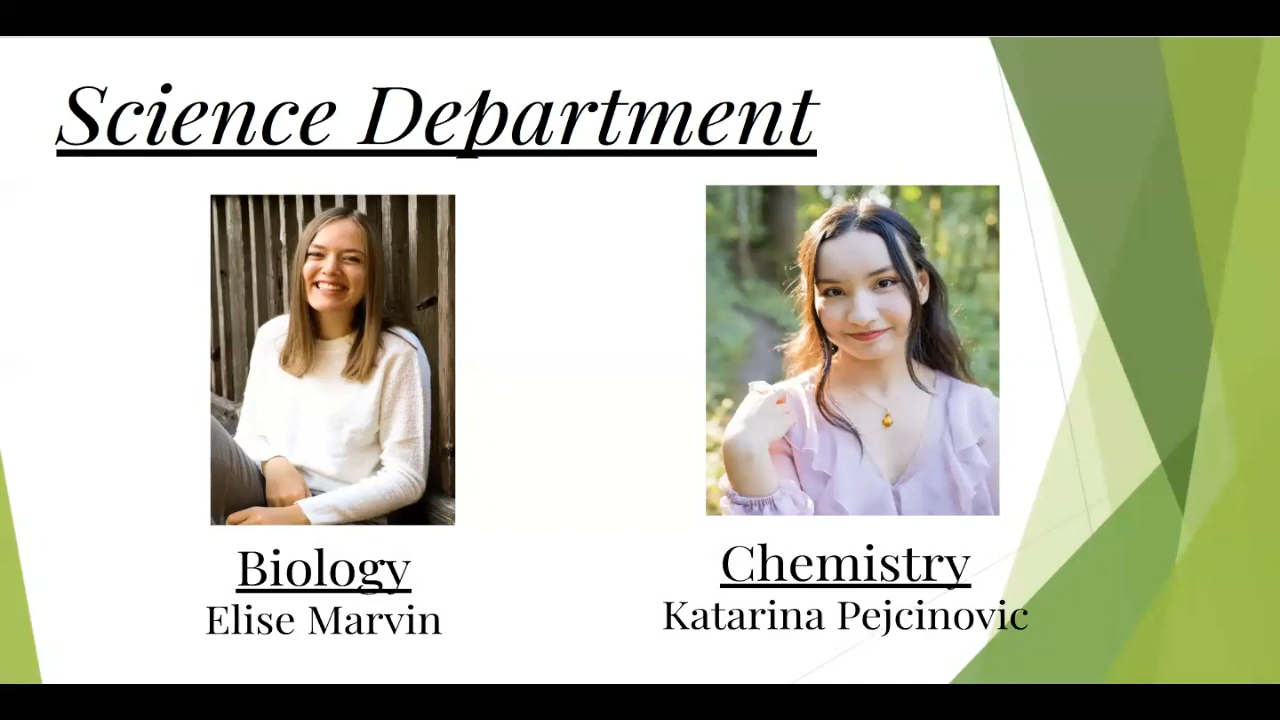 Science Department
Biology
Elise Marvin
Chemistry
Katarina Pejcinovic